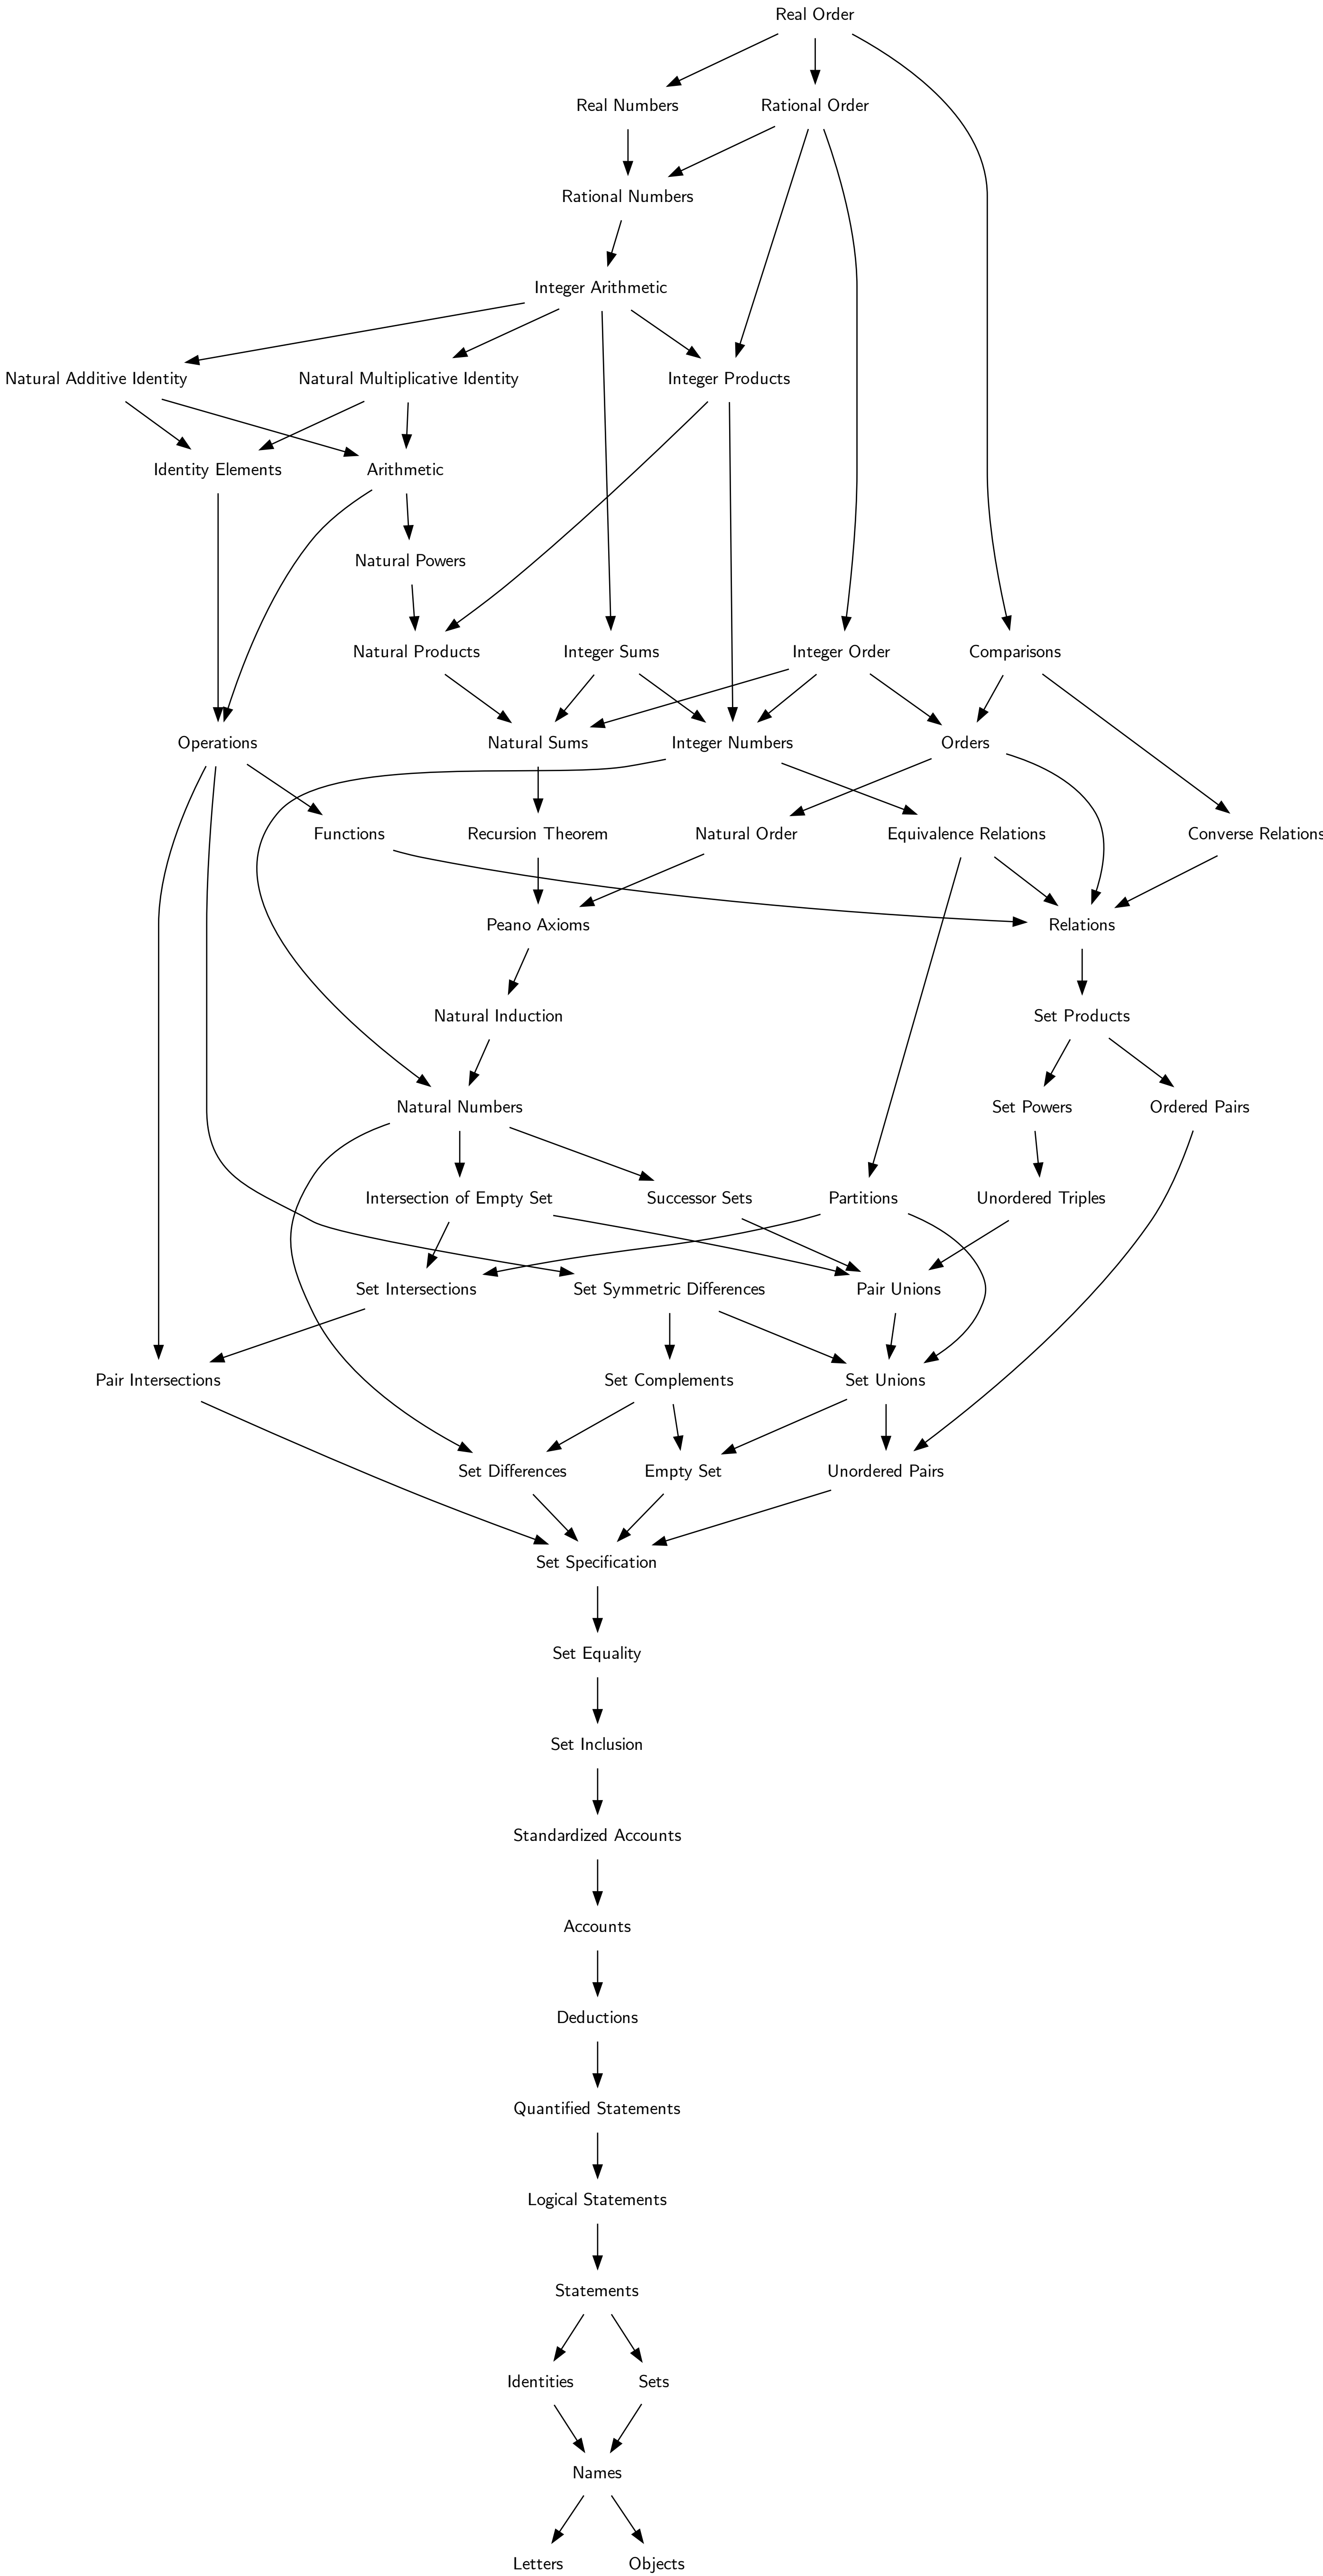 Real Order
Real Numbers
Rational Order
Rational Numbers
Integer Arithmetic
Natural Additive Identity
Natural Multiplicative Identity
Integer Products
Identity Elements
Arithmetic
Natural Powers
Natural Products
Integer Sums
Integer Order
Comparisons
Operations
Natural Sums
Integer Numbers
Orders
Functions
Recursion Theorem
Natural Order
Equivalence Relations
Converse Relations
Peano Axioms
Relations
Natural Induction
Set Products
Natural Numbers
Set Powers
Ordered Pairs
Intersection of Empty Set
Successor Sets
Partitions
Unordered Triples
Set Intersections
Set Symmetric Differences
Pair Unions
Pair Intersections
Set Complements
Set Unions
Set Differences
Empty Set
Unordered Pairs
Set Specification
Set Equality
Set Inclusion
Standardized Accounts
Accounts
Deductions
Quantified Statements
Logical Statements
Statements
Identities
Sets
Names
Letters
Objects